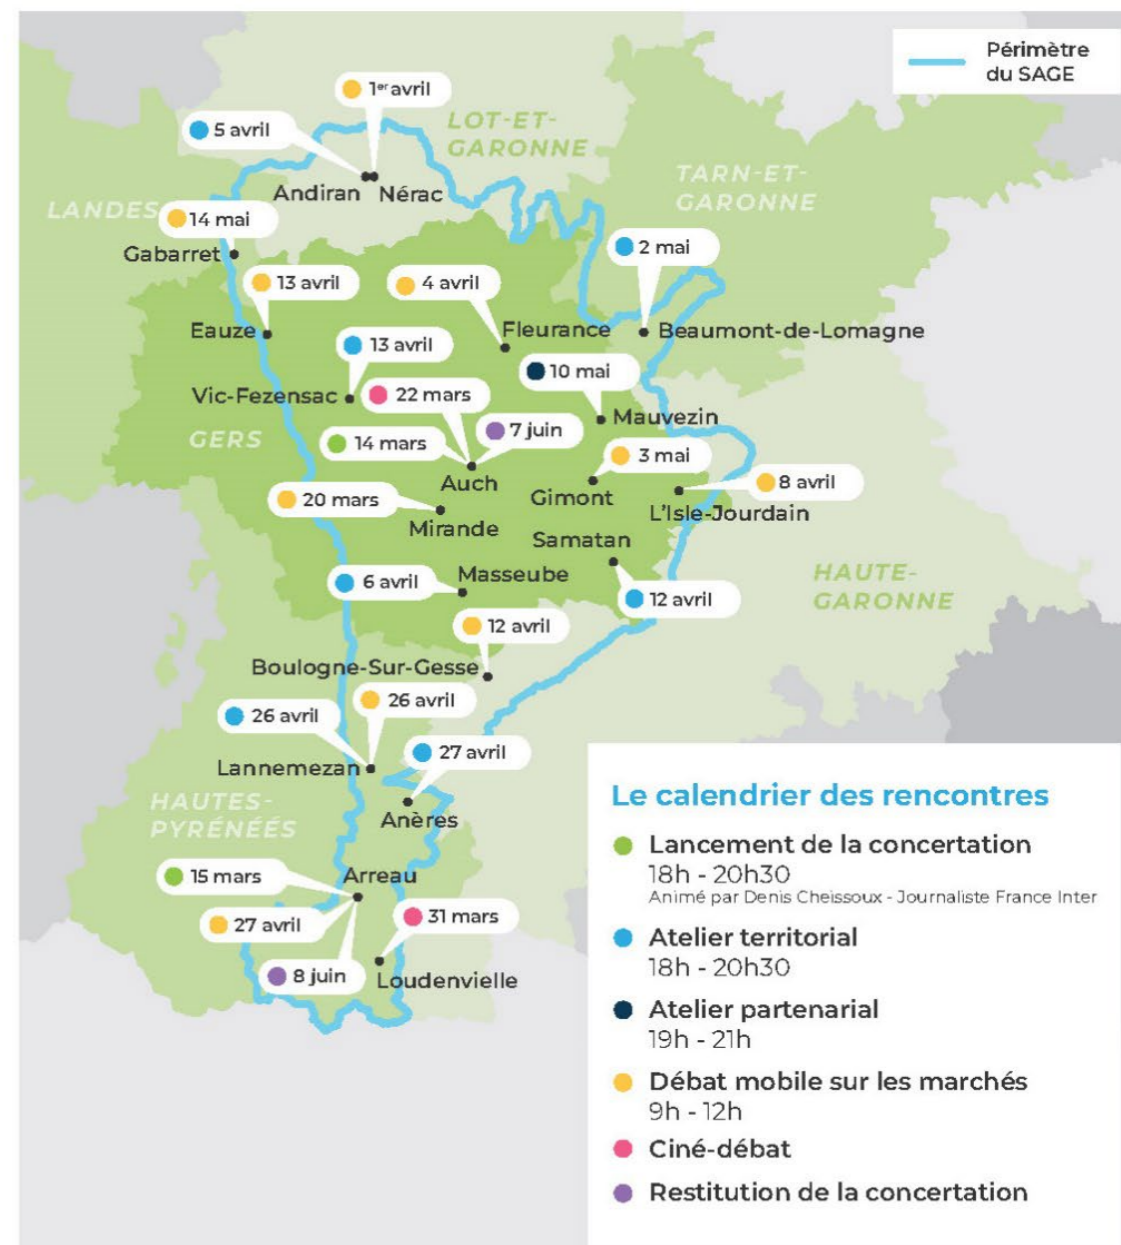 Périmètre
du SAGE
1er avril
LOT-ET-
GARONNE
5 avril
TARN-ET-
GARONNE
Andiran
Nérac
LANDES
14 mai
Gabarret
2 mai
13 avril
4 avril
Eauze
Fleurance
Beaumont-de-Lomagne
13 avril
10 mai
Vic-Fezensac
22 mars
Mauvezin
GERS
14 mars
7 juin
3 mai
Auch
Gimont
8 avril
20 mars
L'Isle-Jourdain
Mirande
Samatan
Masseube
6 avril
HAUTE-
GARONNE
12 avril
12 avril
Boulogne-Sur-Gesse
26 avril
26 avril
27 avril
Lannemezan
HAUTES-
PYRÉNÉÉS
Anères
Arreau
15 mars
27 avril
31 mars
8 juin
Loudenvielle
Le calendrier des rencontres
Lancement de la concertation
18h - 20h30
Animé par Denis Cheissoux - Journaliste France Inter
Atelier territorial
18h - 20h30
Atelier partenarial
19h - 21h
Débat mobile sur les marchés
9h - 12h
Ciné-débat
Restitution de la concertation